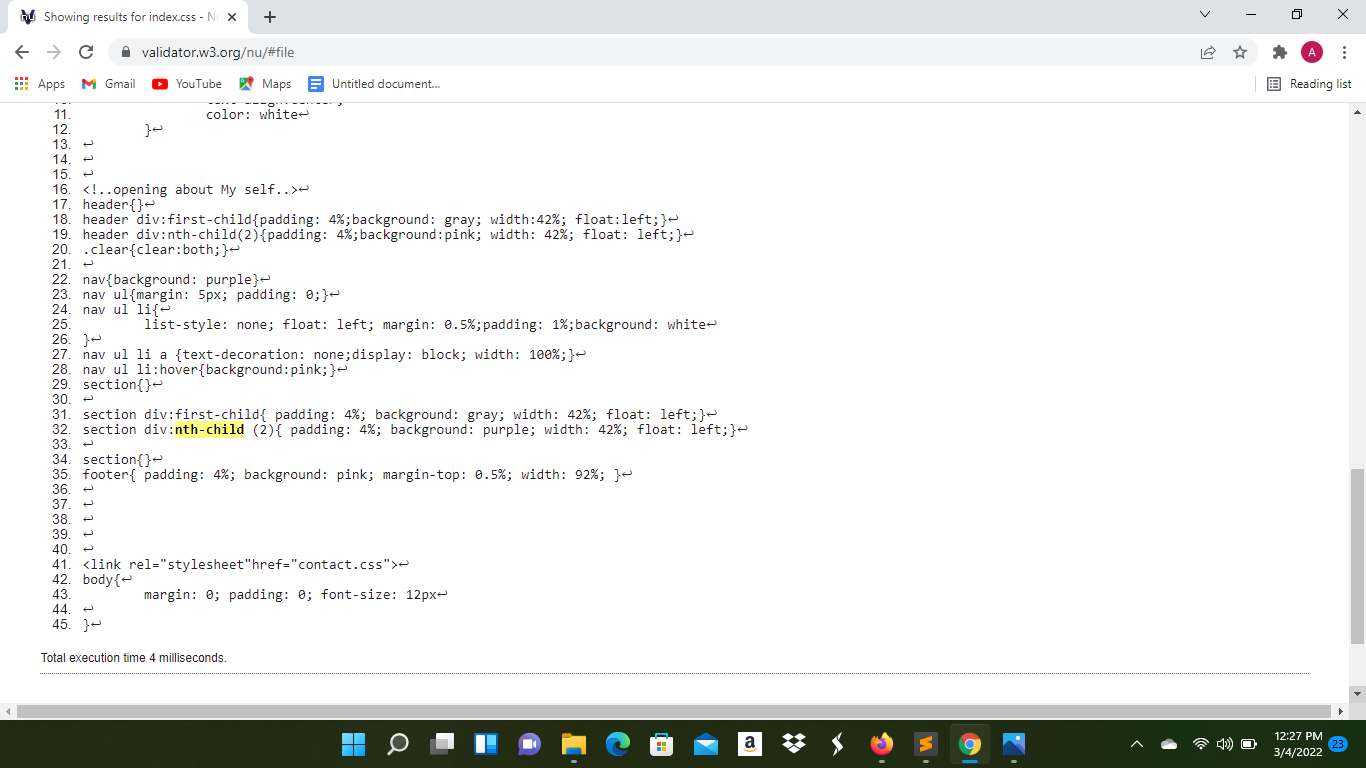 Showing results for index.css - N
validator.w3.org/nu/#file
A
Apps Gmail YouTube Maps Untitled document... Reading list
11. color: white↩
12. }↩
13. ↩
14. ↩
15. ↩
16. <!..opening about My self..>↩
17. header{}↩
18. header div:first-child{padding: 4%;background: gray; width:42%; float:left;}↩
19. header div:nth-child(2){padding: 4%;background:pink; width: 42%; float: left;}↩
20. .clear{clear:both;}↩
21. ↩
22. nav{background: purple}↩
23. nav ul{margin: 5px; padding: 0;}↩
24. nav ul li{↩
25. list-style: none; float: left; margin: 0.5%;padding: 1%;background: white↩
26. }↩
27. nav ul li a {text-decoration: none;display: block; width: 100%;}↩
28. nav ul li:hover{background:pink;}↩
29. section{}↩
30. ↩
31. section div:first-child{ padding: 4%; background: gray; width: 42%; float: left;}↩
32. section div:nth-child (2){ padding: 4%; background: purple; width: 42%; float: left;}↩
33. ↩
34. section{}↩
35. footer{ padding: 4%; background: pink; margin-top: 0.5%; width: 92%; }↩
36. ↩
37. ↩
38. ↩
39. ↩
40. ↩
41. <link rel="stylesheet"href="contact.css">↩
42. body{↩
43. margin: 0; padding: 0; font-size: 12px↩
44. ↩
45. }↩
Total execution time 4 milliseconds.
12:27 PM
3/4/2022
23